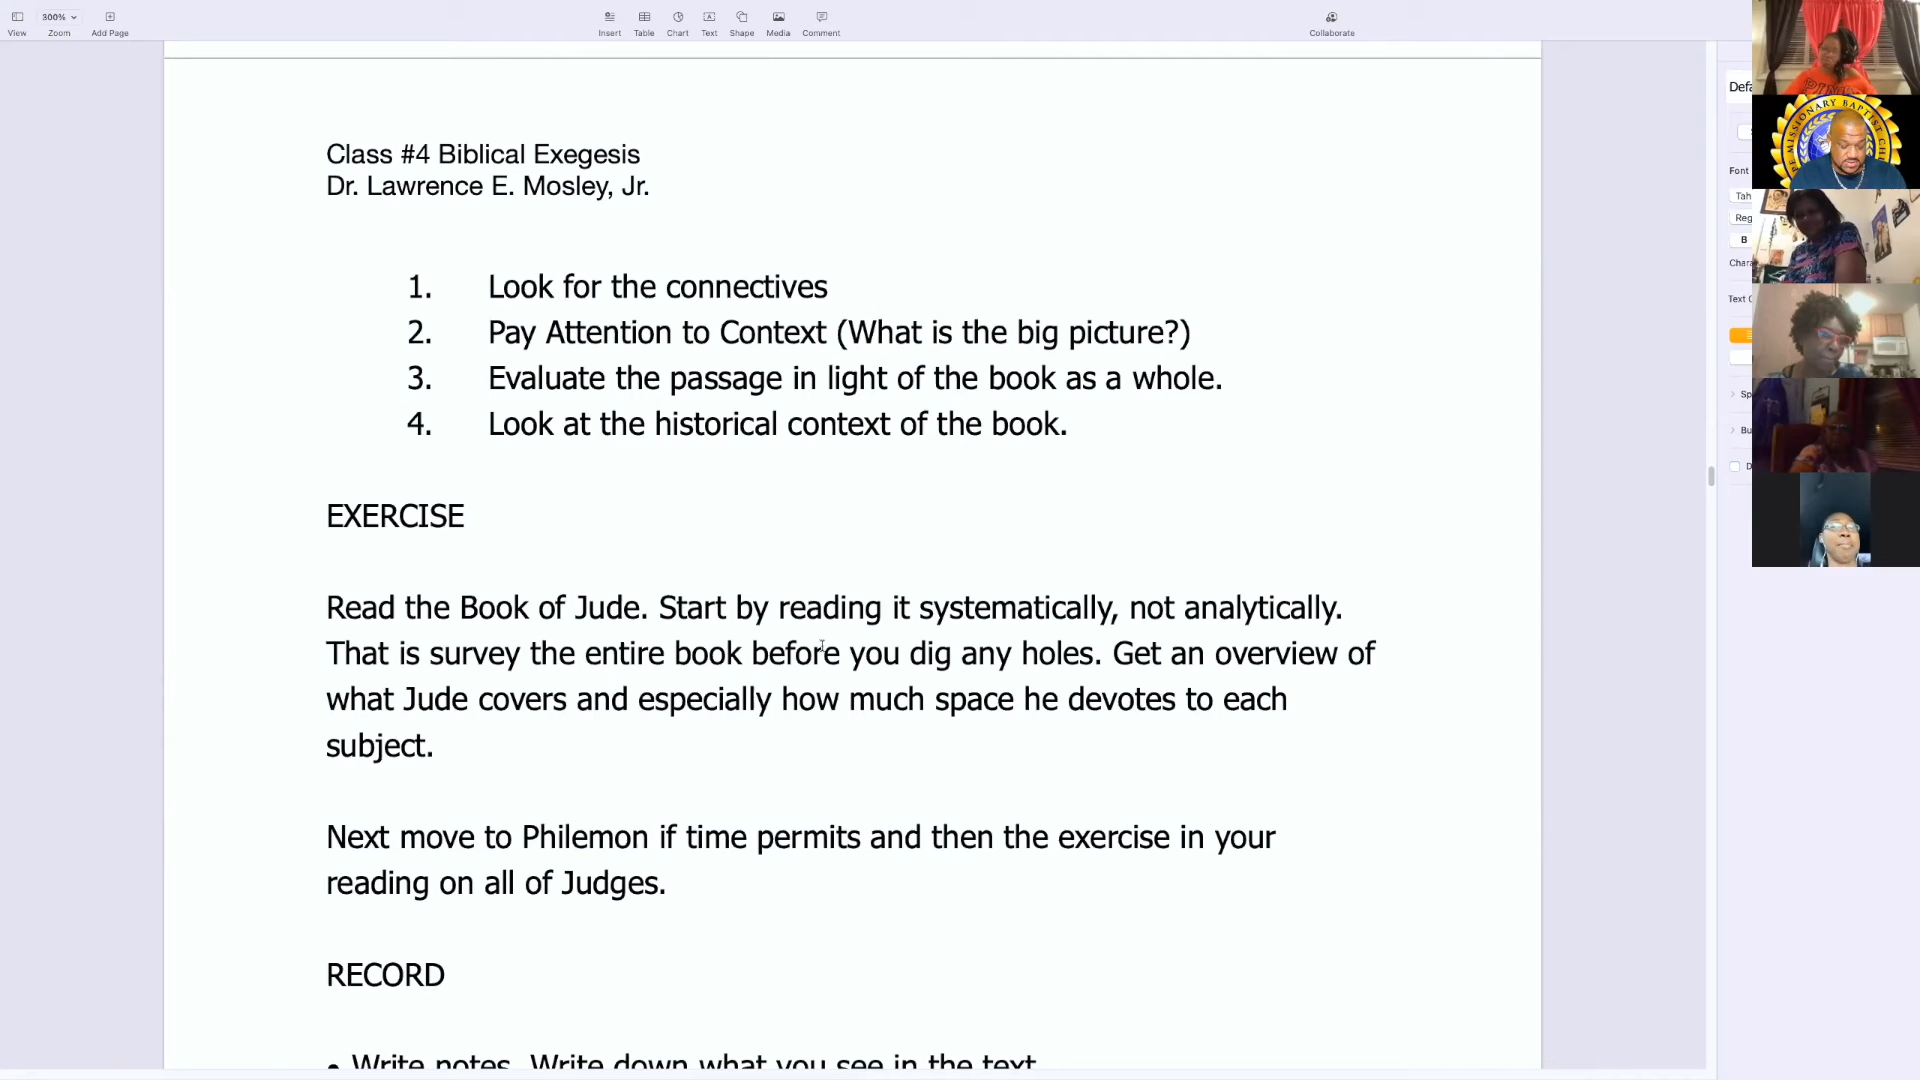 View
300%
Zoom
Add Page
Insert
Table
Chart
Text
Shape
Media
Comment
Collaborate
Class #4 Biblical Exegesis
Dr. Lawrence E. Mosley, Jr.
1. Look for the connectives
2. Pay Attention to Context (What is the big picture?)
3. Evaluate the passage in light of the book as a whole.
4. Look at the historical context of the book.
EXERCISE
Read the Book of Jude. Start by reading it systematically, not analytically.
That is survey the entire book before you dig any holes. Get an overview of
what Jude covers and especially how much space he devotes to each
subject.
Next move to Philemon if time permits and then the exercise in your
reading on all of Judges.
RECORD
• Write notes. Write down what you see in the text
Font
B
MISSIONARY BAPTIST